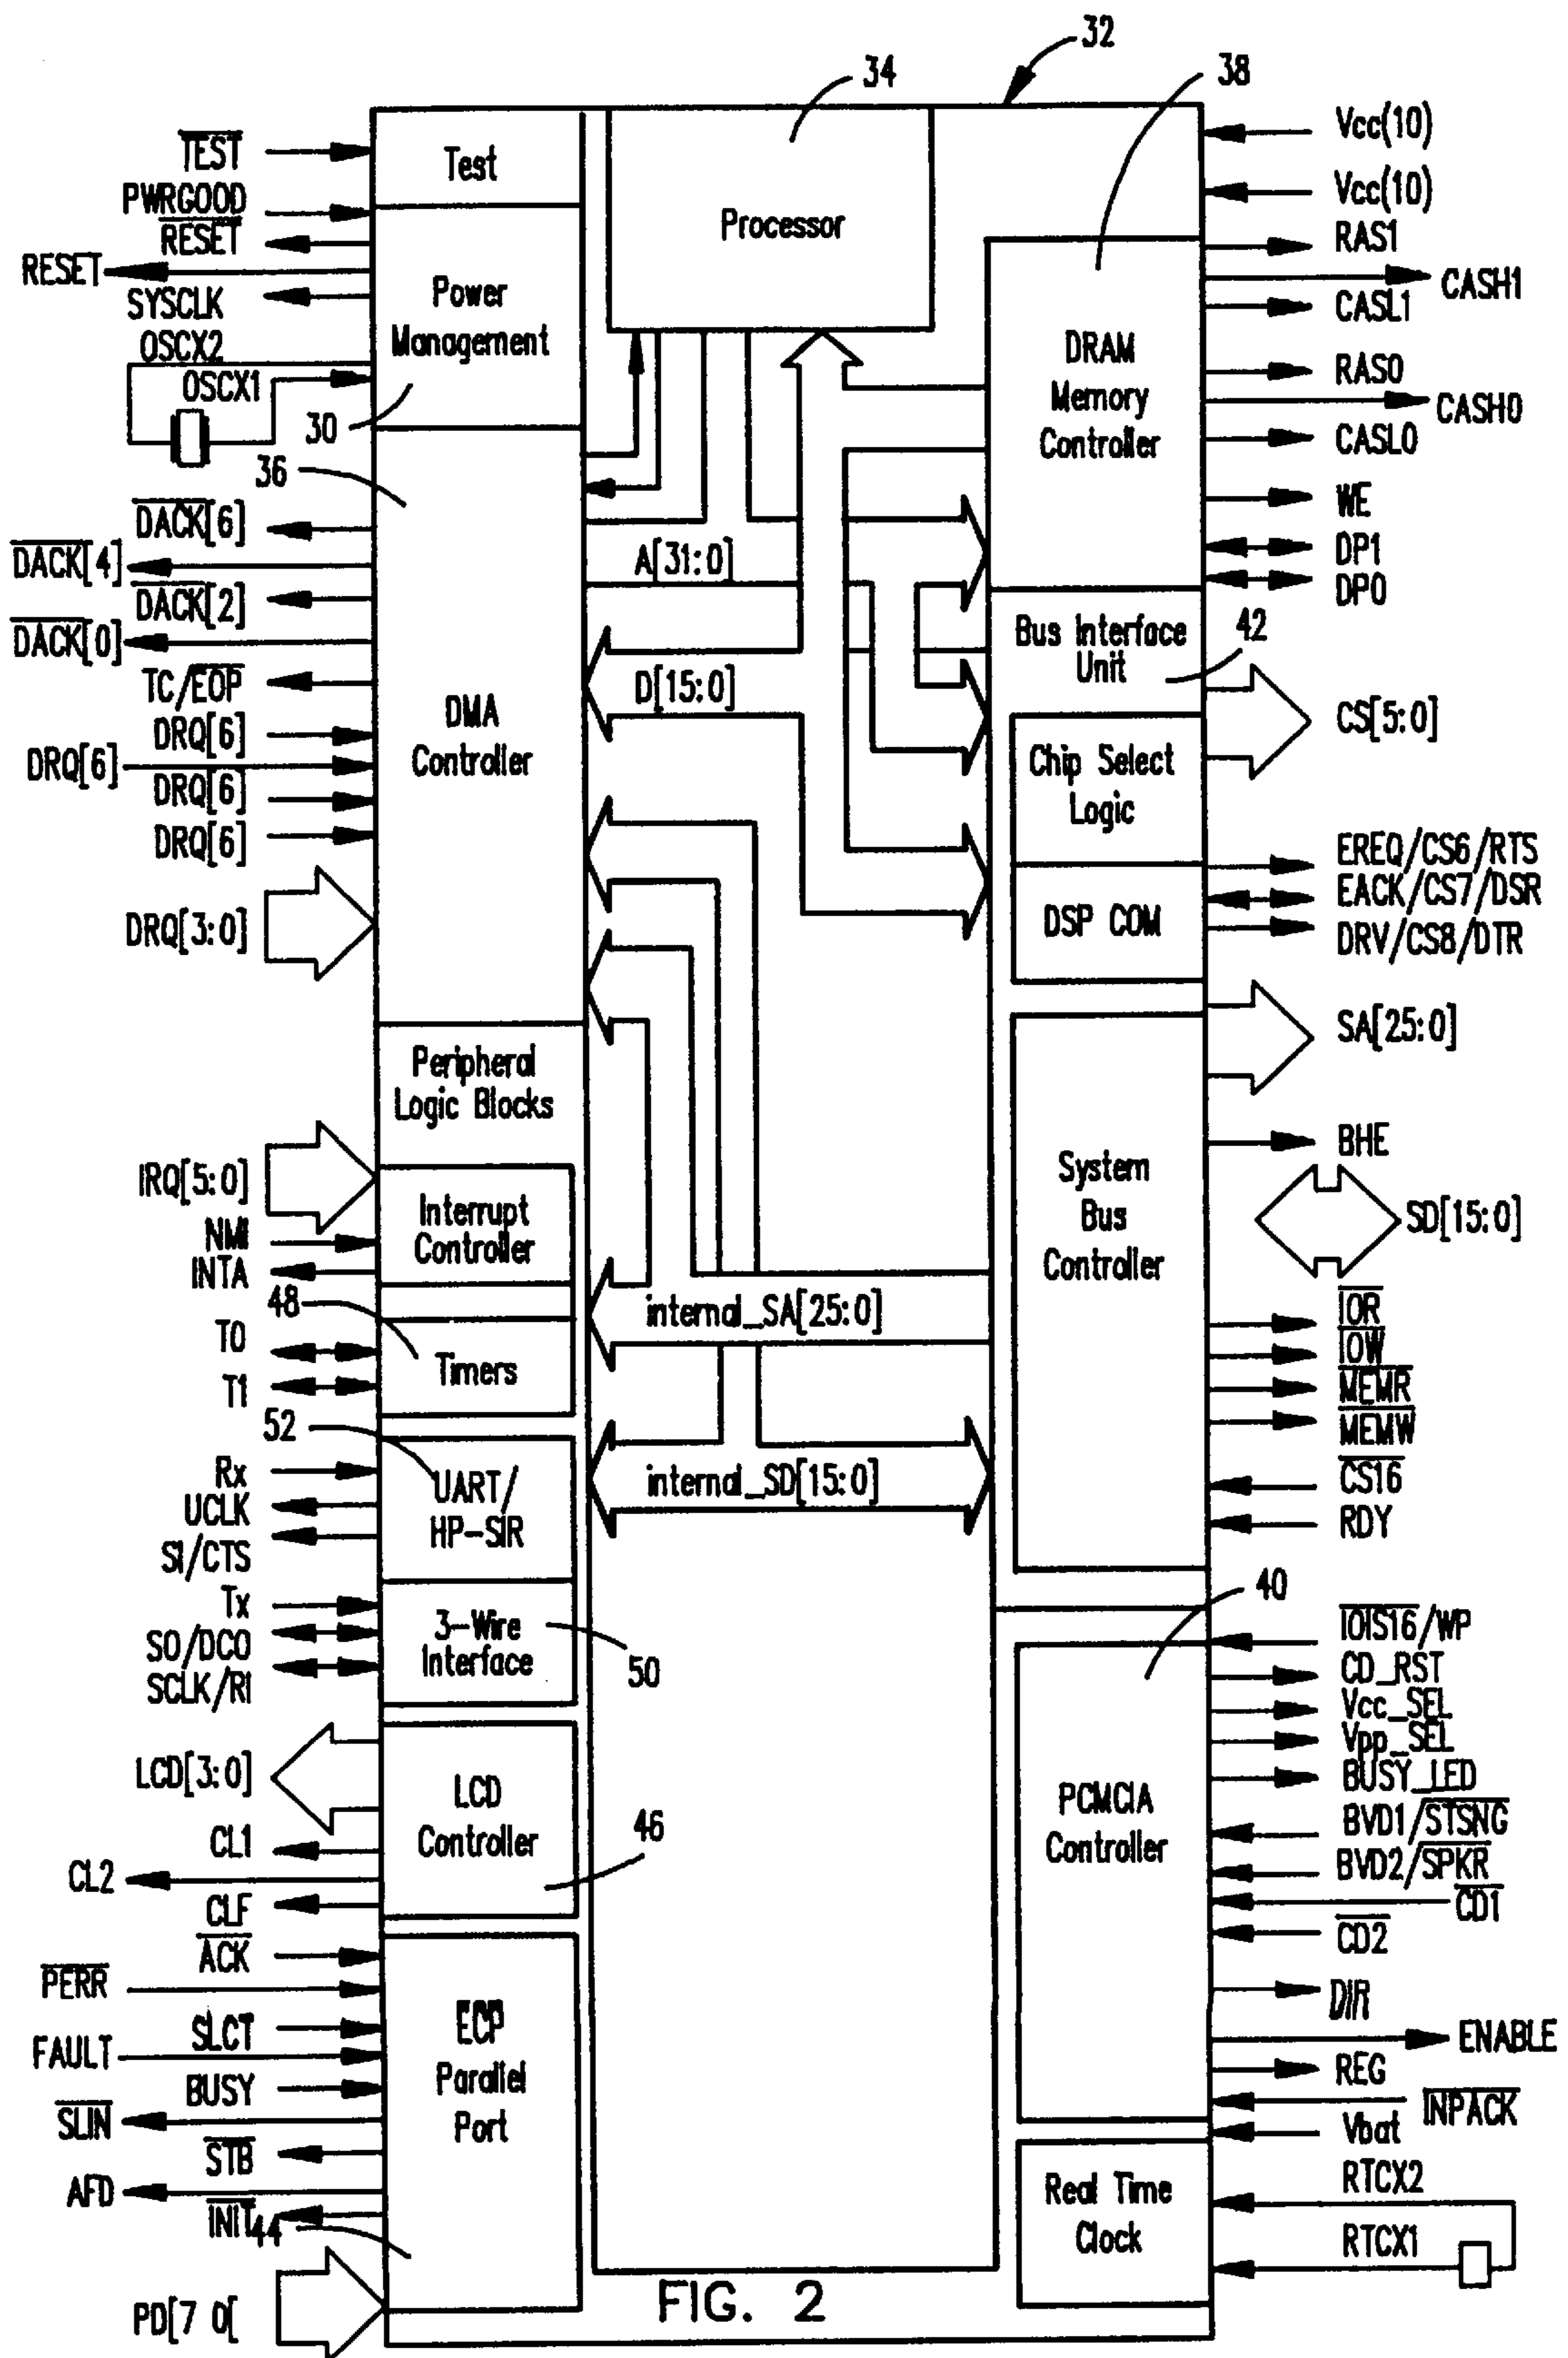 32
34
38
TEST
PWRGOOD
RESET
RESET
SYSCLK
OSCX2
OSCX1
30
36
DACK[6]
DACK[4]
DACK[2]
DACK[0]
TC/EOP
DRQ[6]
DRQ[6]
DRQ[6]
DRQ[6]
DRQ[3:0]
IRQ[5:0]
NMI
INTA
48
T0
T1
52
Rx
UCLK
SI/CTS
Tx
SO/DCO
SCLK/RI
LCD[3:0]
CL1
CL2
CLF
ACK
PERR
SLCT
FAULT
BUSY
SLIN
STB
AFD
INIT
44
PD[7 0[
Test
Power
Management
DMA
Controller
Peripheral
Logic Blocks
Interrupt
Controller
Timers
UART/
HP-SIR
3-Wire
Interface
50
LCD
Controller
46
ECP
Parallel
Port
Processor
A[31:0]
D[15:0]
internal_SA[25:0]
internal_SD[15:0]
DRAM
Memory
Controller
Bus Interface
Unit
42
Chip Select
Logic
DSP COM
System
Bus
Controller
40
PCMCIA
Controller
Real Time
Clock
Vcc(10)
Vcc(10)
RAS1
CASH1
CASL1
RAS0
CASH0
CASL0
WE
DP1
DP0
CS[5:0]
EREQ/CS6/RTS
EACK/CS7/DSR
DRV/CS8/DTR
SA[25:0]
BHE
SD[15:0]
IOR
IOW
MEMR
MEMW
CS16
RDY
IOIS16/WP
CD_RST
Vcc_SEL
Vpp_SEL
BUSY_LED
BVD1/STSNG
BVD2/SPKR
CD1
CD2
DIR
ENABLE
REG
INPACK
Vbat
RTCX2
RTCX1
FIG. 2